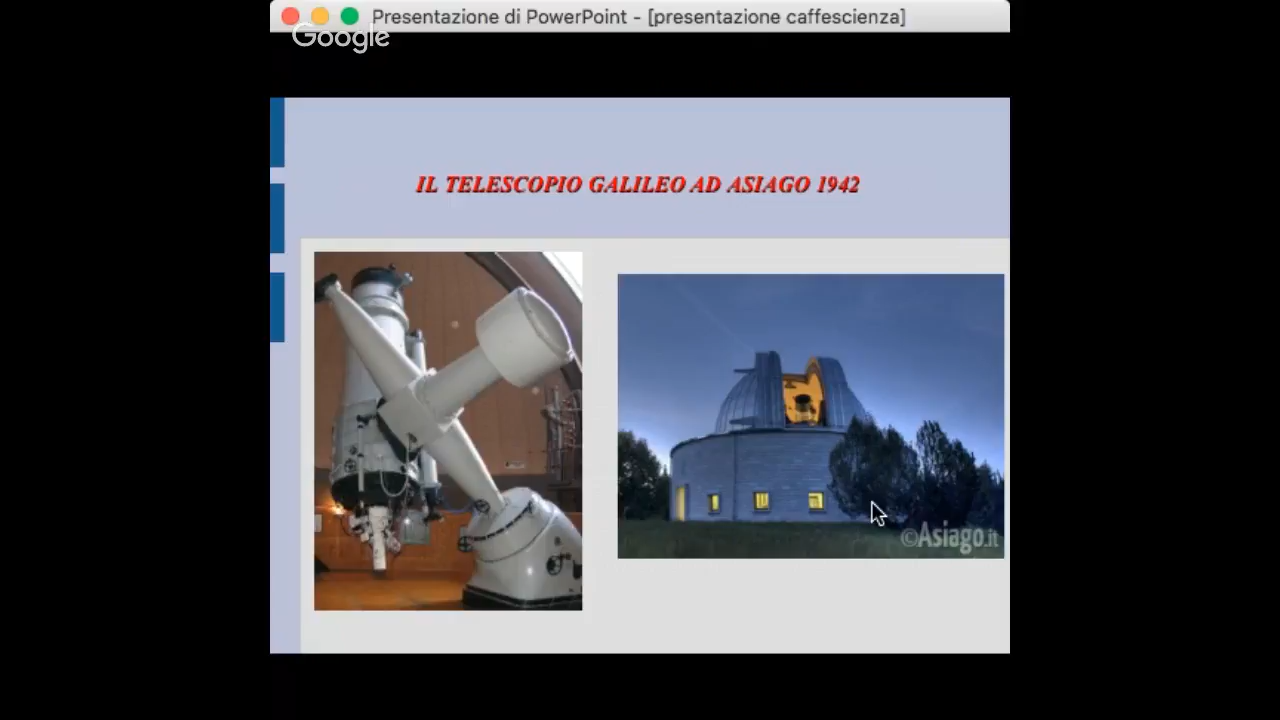 Presentazione di PowerPoint - [presentazione caffescienza]
Google
IL TELESCOPIO GALILEO AD ASIAGO 1942
©Asiago.it